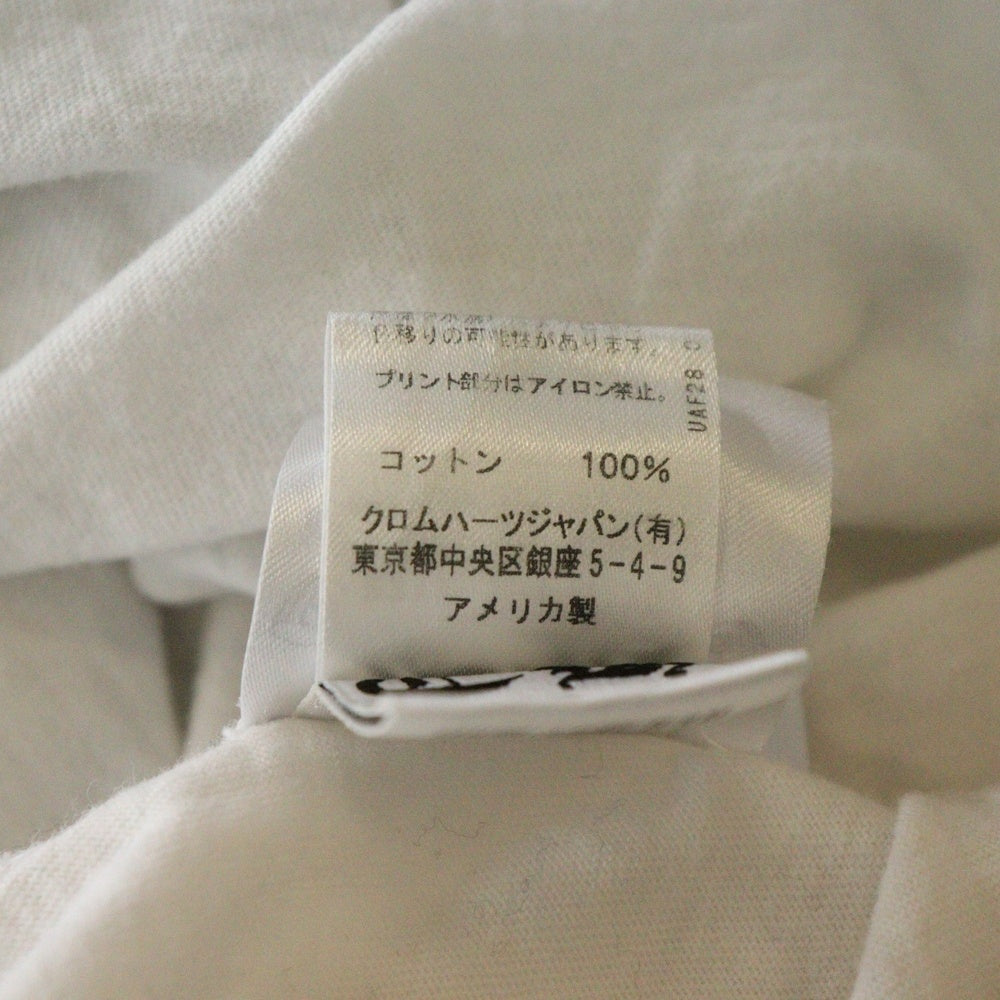 色移りの可能性があります。
プリント部分はアイロン禁止。
UAF28
コットン 100%
クロムハーツジャパン(有)
東京都中央区銀座5-4-9
アメリカ製